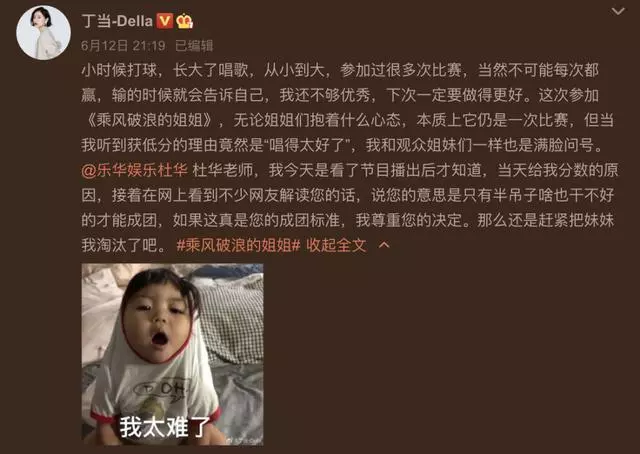 丁当-Della
6月12日 21:19 已编辑
小时候打球，长大了唱歌，从小到大，参加过很多次比赛，当然不可能每次都
赢，输的时候就会告诉自己，我还不够优秀，下次一定要做得更好。这次参加
《乘风破浪的姐姐》，无论姐姐们抱着什么心态，本质上它仍是一次比赛，但当
我听到获低分的理由竟然是“唱得太好了”，我和观众姐妹们一样也是满脸问号。
@乐华娱乐杜华 杜华老师，我今天是看了节目播出后才知道，当天给我分数的原
因，接着在网上看到不少网友解读您的话，说您的意思是只有半吊子啥也干不好
的才能成团，如果这真是您的成团标准，我尊重您的决定。那么还是赶紧把妹妹
我淘汰了吧。#乘风破浪的姐姐# 收起全文
我太难了